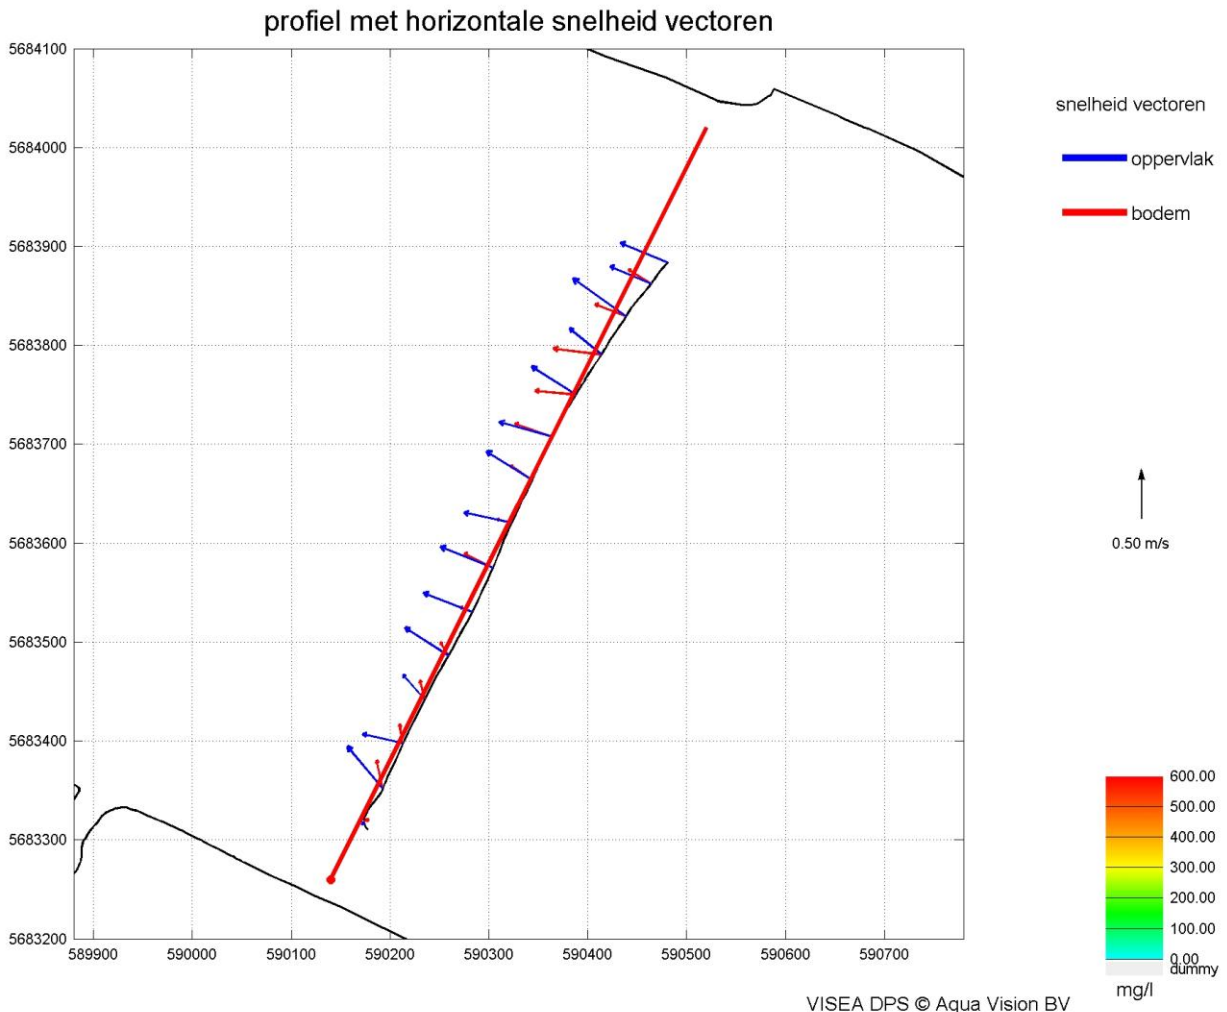 profiel met horizontale snelheid vectoren
5684100
5684000
5683900
5683800
5683700
5683600
5683500
5683400
5683300
5683200
589900 590000 590100 590200 590300 590400 590500 590600 590700
snelheid vectoren
oppervlak
bodem
0.50 m/s
600.00
500.00
400.00
300.00
200.00
100.00
0.00
dummy
mg/l
VISEA DPS © Aqua Vision BV